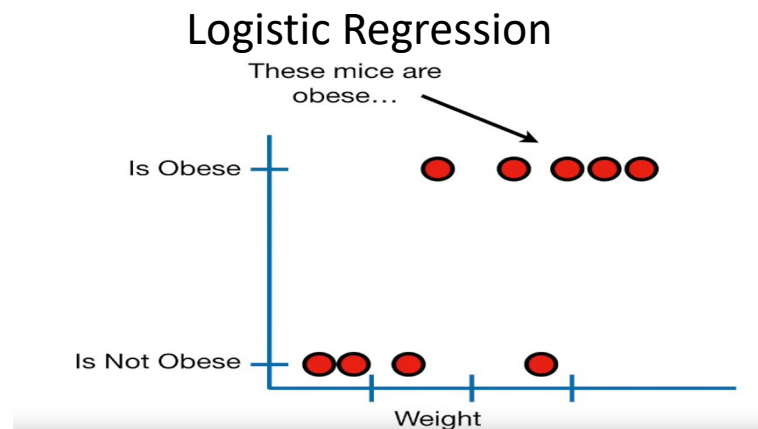 Logistic Regression
These mice are
obese...
Is Obese
Is Not Obese
Weight